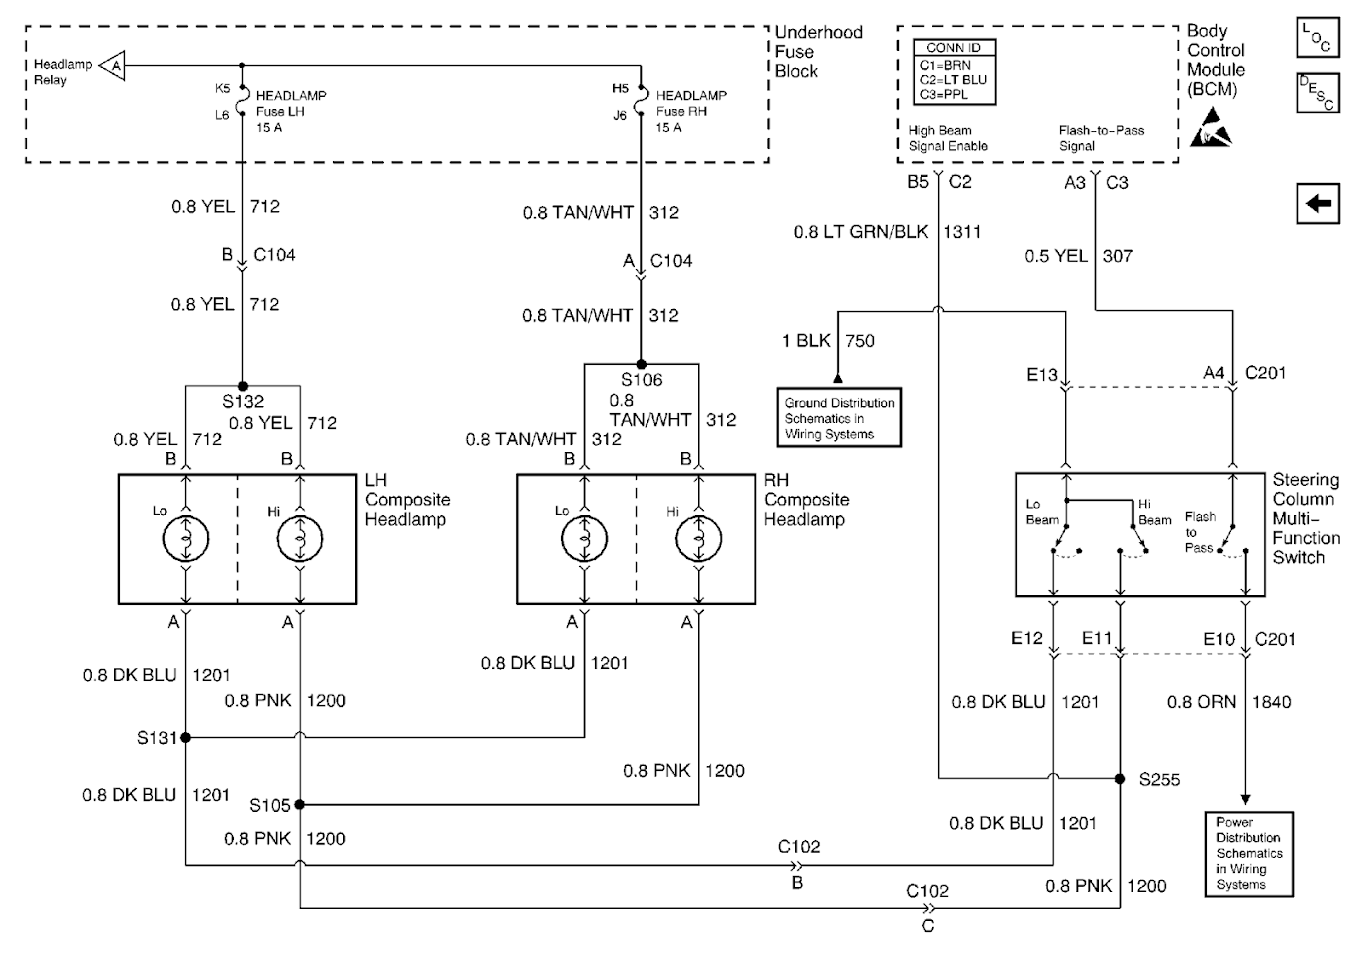 Underhood
Fuse
Block
Headlamp
Relay
A
K5
L6
HEADLAMP
Fuse LH
15 A
H5
J6
HEADLAMP
Fuse RH
15 A
CONN ID
C1=BRN
C2=LT BLU
C3=PPL
High Beam
Signal Enable
Flash-to-Pass
Signal
Body
Control
Module
(BCM)
LOC
DESC
B5 C2
A3 C3
0.8 YEL 712
0.8 TAN/WHT 312
0.8 LT GRN/BLK 1311
0.5 YEL 307
B C104
A C104
0.8 YEL 712
0.8 TAN/WHT 312
1 BLK 750
E13
A4 C201
S132
S106
0.8 YEL 712
0.8 YEL 712
0.8
TAN/WHT 312
0.8 TAN/WHT 312
Ground Distribution
Schematics in
Wiring Systems
B
B
B
B
Lo
Hi
LH
Composite
Headlamp
Lo
Hi
RH
Composite
Headlamp
Lo
Beam
Hi
Beam
Flash
to
Pass
Steering
Column
Multi-
Function
Switch
A
A
A
A
E12
E11
E10 C201
0.8 DK BLU 1201
0.8 PNK 1200
0.8 DK BLU 1201
0.8 DK BLU 1201
0.8 ORN 1840
S131
0.8 PNK 1200
S255
0.8 DK BLU 1201
S105
0.8 PNK 1200
0.8 DK BLU 1201
Power
Distribution
Schematics
in Wiring
Systems
C102
B
0.8 PNK 1200
C102
C